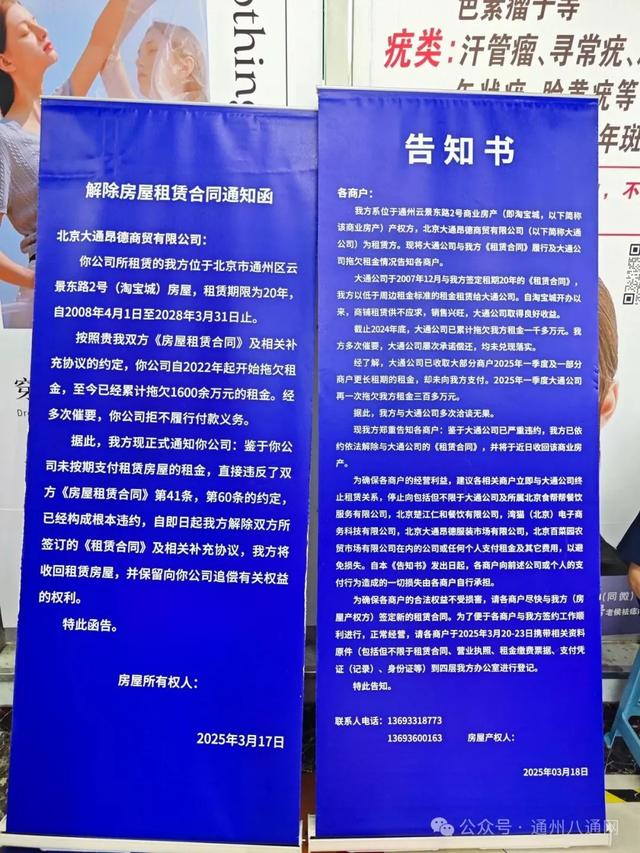 othing
色素瘤子等
疣类：汗管瘤、寻常疣、
年斑
解除房屋租赁合同通知函
北京大通昂德商贸有限公司：
你公司所租赁的我方位于北京市通州区云
景东路2号（淘宝城）房屋，租赁期限为20年，
自2008年4月1日至2028年3月31日止。
按照贵我双方《房屋租赁合同》及相关补
充协议的约定，你公司自2022年起开始拖欠租
金，至今已经累计拖欠1600余万元的租金。经
多次催要，你公司拒不履行付款义务。
据此，我方现正式通知你公司：鉴于你公
司未按期支付租赁房屋的租金，直接违反了双
方《房屋租赁合同》第41条，第60条的约定，
已经构成根本违约，自即日起我方解除双方所
签订的《租赁合同》及相关补充协议，我方将
收回租赁房屋，并保留向你公司追偿有关权益
的权利。
特此函告。
房屋所有权人：
2025年3月17日
告知书
各商户：
我方系位于通州云景东路2号商业房产（即淘宝城，以下简称
该商业房产）产权方，北京大通昂德商贸有限公司（以下简称大通
公司）为租赁方。现将大通公司与我方《租赁合同》履行及大通公
司拖欠租金情况告知各商户。
大通公司于2007年12月与我方签定租期20年的《租赁合同》，
我方以低于周边租金标准的租金租赁给大通公司。自淘宝城开办以
来，商铺租赁供不应求，销售兴旺，大通公司取得良好收益。
截止2024年底，大通公司已累计拖欠我方租金一千多万元。我
方多次催要，大通公司屡次承诺偿还，均未兑现落实。
经了解，大通公司已收取大部分商户2025年一季度及一部分
商户更长租期的租金，却未向我方支付。2025年一季度大通公司
再一次拖欠我方租金三百多万元。
据此，我方与大通公司多次洽谈无果。
现我方郑重告知各商户：鉴于大通公司已严重违约，我方已依
约依法解除与大通公司的《租赁合同》，并将于近日收回该商业房
产。
为确保各商户的经营利益，建议各相关商户立即与大通公司终
止租赁关系，停止向包括但不限于大通公司及所属北京食帮帮餐饮
服务有限公司，北京楚江仁和餐饮有限公司，湾猫（北京）电子商
务科技有限公司，北京大通昂德服装市场有限公司，北京百菜园农
贸市场有限公司在内的公司或任何个人支付租金及其它费用，以避
免损失。自本《告知书》发出日起，各商户向前述公司或个人的支
付行为造成的一切损失由各商户自行承担。
为确保各商户的合法权益不受损害，请各商户尽快与我方（房
屋产权方）签定新的租赁合同。为了便于各商户与我方签约工作顺
利进行，正常经营，请各商户于2025年3月20-23日携带相关资料
原件（包括但不限于租赁合同、营业执照、租金缴费票据、支付凭
证（记录）、身份证等）到四层我方办公室进行登记。
特此告知。
联系人电话：13693318773
13693600163 房屋产权人：
2025年03月18日
（同微）
老侯祛痣
公众号·通州八通网